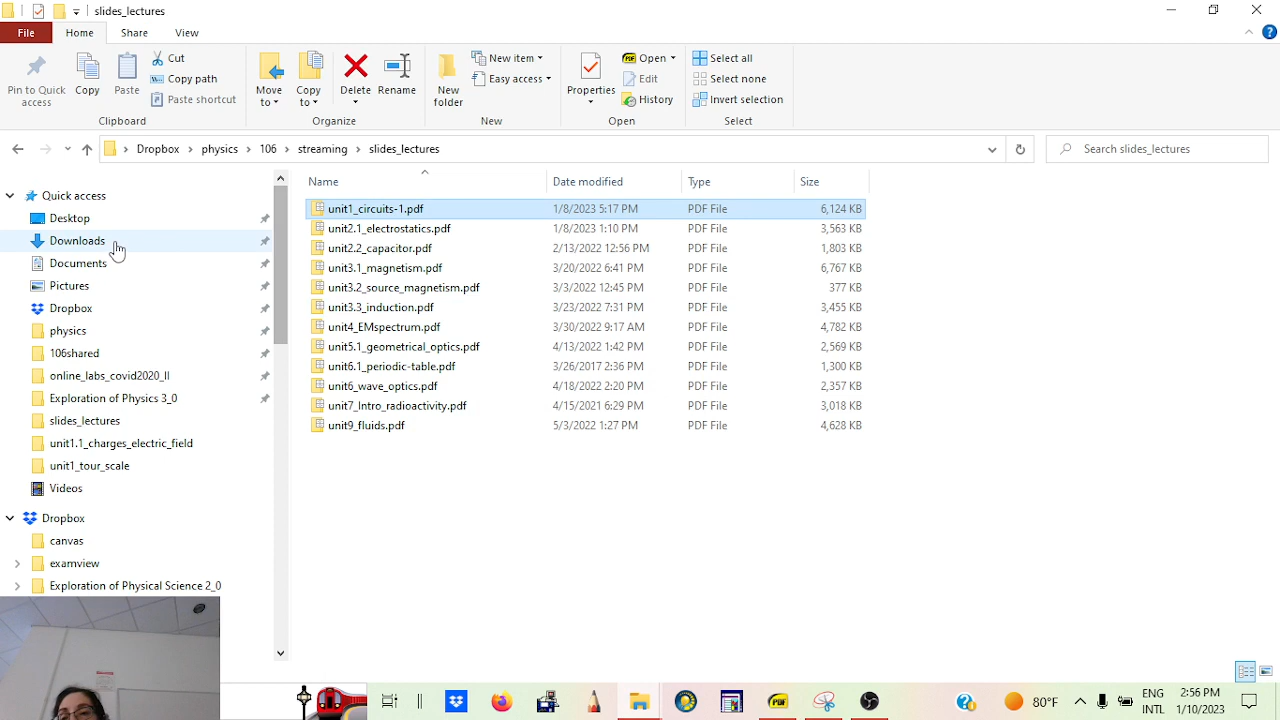 slides_lectures
File Home Share View
Pin to Quick access
Copy
Paste
Cut
Copy path
Paste shortcut
Clipboard
Move to
Copy to
Delete
Rename
Organize
New folder
New item
Easy access
New
Properties
Open
Edit
History
Open
Select all
Select none
Invert selection
Select
Dropbox physics 106 streaming slides_lectures
Search slides_lectures
Quick access
Desktop
Downloads
Documents
Pictures
Dropbox
physics
106shared
online_labs_covid2020_II
Exploration of Physics 3_0
slides_lectures
unit1.1_charges_electric_field
unit1_tour_scale
Videos
Dropbox
canvas
examview
Exploration of Physical Science 2_0
Name Date modified Type Size
unit1_circuits-1.pdf 1/8/2023 5:17 PM PDF File 6,124 KB
unit2.1_electrostatics.pdf 1/8/2023 1:10 PM PDF File 3,563 KB
unit2.2_capacitor.pdf 2/13/2022 12:56 PM PDF File 1,803 KB
unit3.1_magnetism.pdf 3/20/2022 6:41 PM PDF File 6,767 KB
unit3.2_source_magnetism.pdf 3/3/2022 12:45 PM PDF File 377 KB
unit3.3_induction.pdf 3/23/2022 7:31 PM PDF File 3,455 KB
unit4_EMspectrum.pdf 3/30/2022 9:17 AM PDF File 4,782 KB
unit5.1_geometrical_optics.pdf 4/13/2022 1:42 PM PDF File 2,569 KB
unit6.1_periodic-table.pdf 3/26/2017 2:36 PM PDF File 1,300 KB
unit6_wave_optics.pdf 4/18/2022 2:20 PM PDF File 2,357 KB
unit7_Intro_radioactivity.pdf 4/15/2021 6:29 PM PDF File 3,018 KB
unit9_fluids.pdf 5/3/2022 1:27 PM PDF File 4,628 KB
80°F
ENG
INTL
2:56 PM
1/10/2023